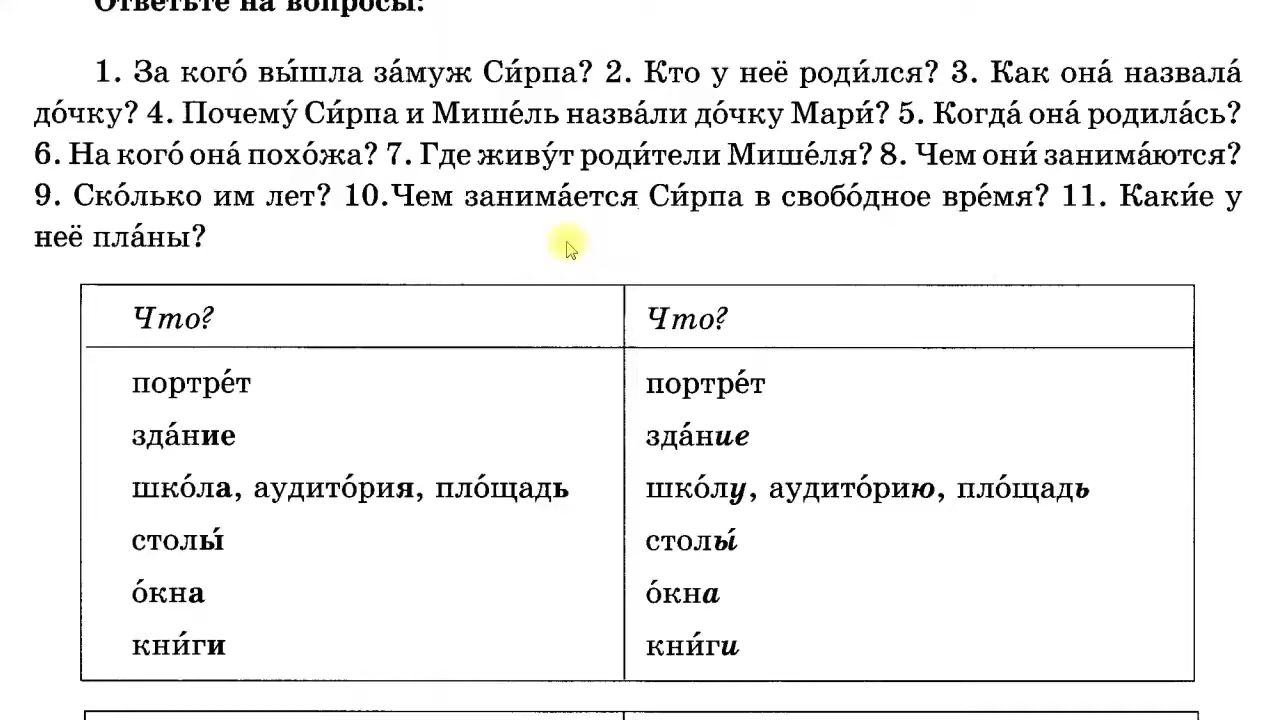 Ответьте на вопросы:
1. За кого́ вы́шла за́муж Си́рпа? 2. Кто у неё роди́лся? 3. Как она́ назвала́
до́чку? 4. Почему́ Си́рпа и Мише́ль назва́ли до́чку Мари́? 5. Когда́ она́ родила́сь?
6. На кого́ она́ похо́жа? 7. Где живу́т роди́тели Мише́ля? 8. Чем они́ занима́ются?
9. Ско́лько им лет? 10.Чем занима́ется Си́рпа в свобо́дное вре́мя? 11. Каки́е у
неё пла́ны?
Что? Что?
портре́т портре́т
зда́ние зда́ние
шко́ла, аудито́рия, пло́щадь шко́лу, аудито́рию, пло́щадь
столы́ столы́
о́кна о́кна
кни́ги кни́ги